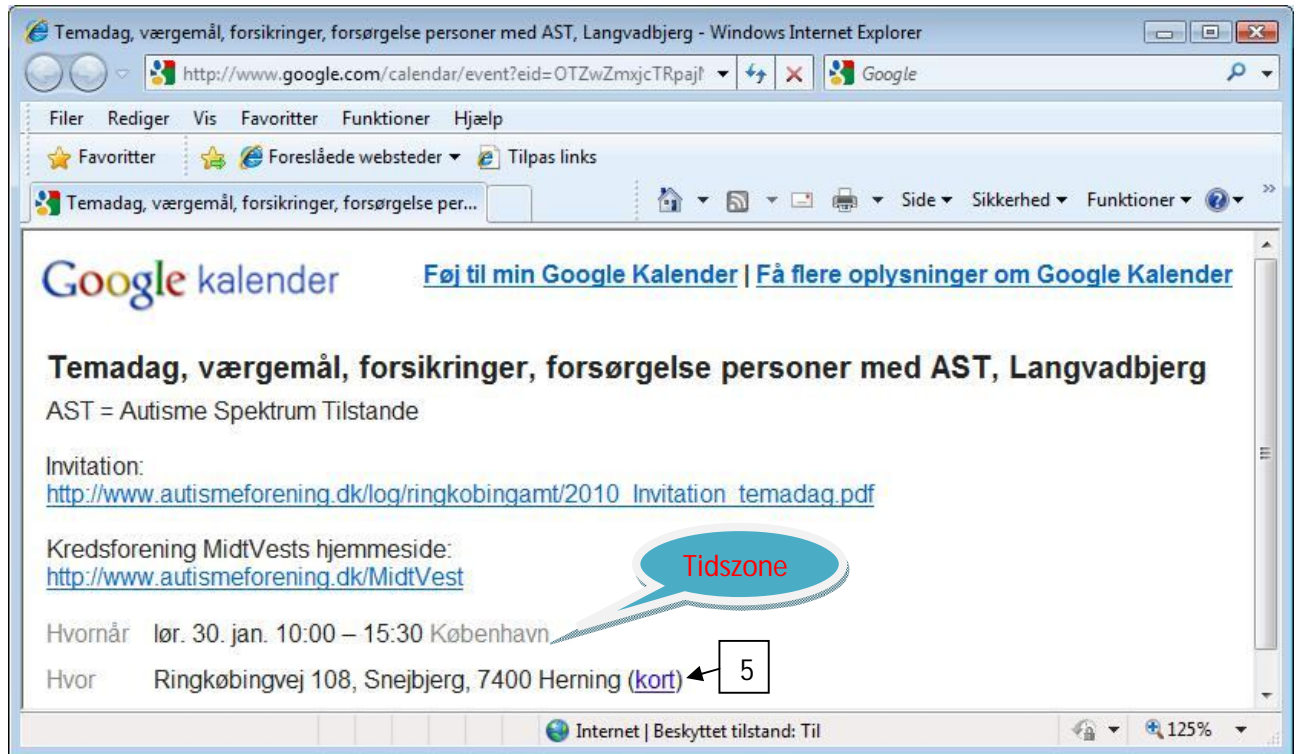 Temadag, værgemål, forsikringer, forsørgelse personer med AST, Langvadbjerg - Windows Internet Explorer
http://www.google.com/calendar/event?eid=OTZwZmxjcTRpajl
Google
Filer Rediger Vis Favoritter Funktioner Hjælp
Favoritter Foreslåede websteder Tilpas links
Temadag, værgemål, forsikringer, forsørgelse per... Side Sikkerhed Funktioner
Google kalender Føj til min Google Kalender | Få flere oplysninger om Google Kalender
Temadag, værgemål, forsikringer, forsørgelse personer med AST, Langvadbjerg
AST = Autisme Spektrum Tilstande
Invitation:
http://www.autismeforening.dk/log/ringkobingamt/2010_Invitation_temadag.pdf
Kredsforening MidtVests hjemmeside:
http://www.autismeforening.dk/MidtVest
Tidszone
Hvornår lør. 30. jan. 10:00 – 15:30 København
Hvor Ringkøbingvej 108, Snejbjerg, 7400 Herning (kort) 5
Internet | Beskyttet tilstand: Til 125%